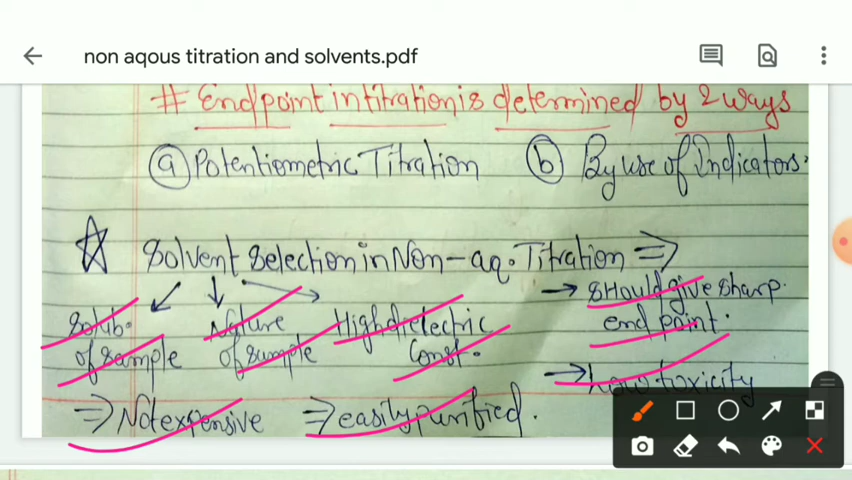 non aqous titration and solvents.pdf
# End point in titration is determined by 2 ways
ⓐ Potentiometric Titration ⓑ By use of Indicators.
☆ Solvent Selection in Non-aq. Titration ⇒
→ Should give sharp end point.
Solub. of sample
Nature of sample
High dielectric Const.
→ Low toxicity
⇒ Not expensive ⇒ easily purified.